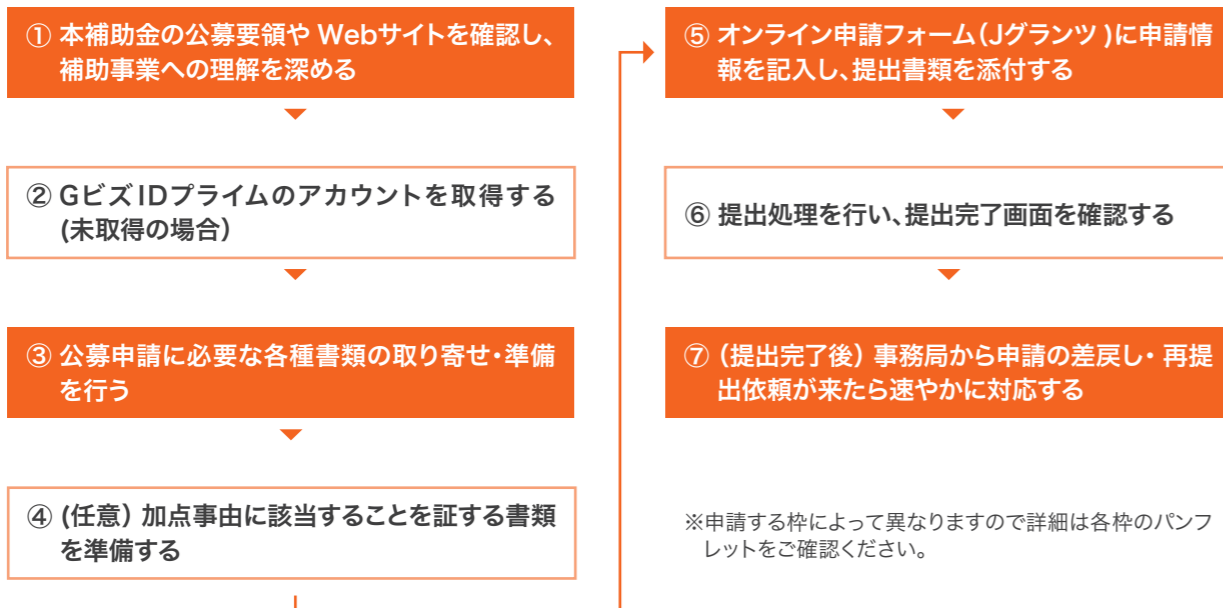 ① 本補助金の公募要領や Webサイトを確認し、
補助事業への理解を深める
② GビズIDプライムのアカウントを取得する
(未取得の場合)
③ 公募申請に必要な各種書類の取り寄せ・準備
を行う
④ (任意) 加点事由に該当することを証する書類
を準備する
⑤ オンライン申請フォーム(Jグランツ )に申請情
報を記入し、提出書類を添付する
⑥ 提出処理を行い、提出完了画面を確認する
⑦ (提出完了後) 事務局から申請の差戻し・ 再提
出依頼が来たら速やかに対応する
※申請する枠によって異なりますので詳細は各枠のパンフ
レットをご確認ください。